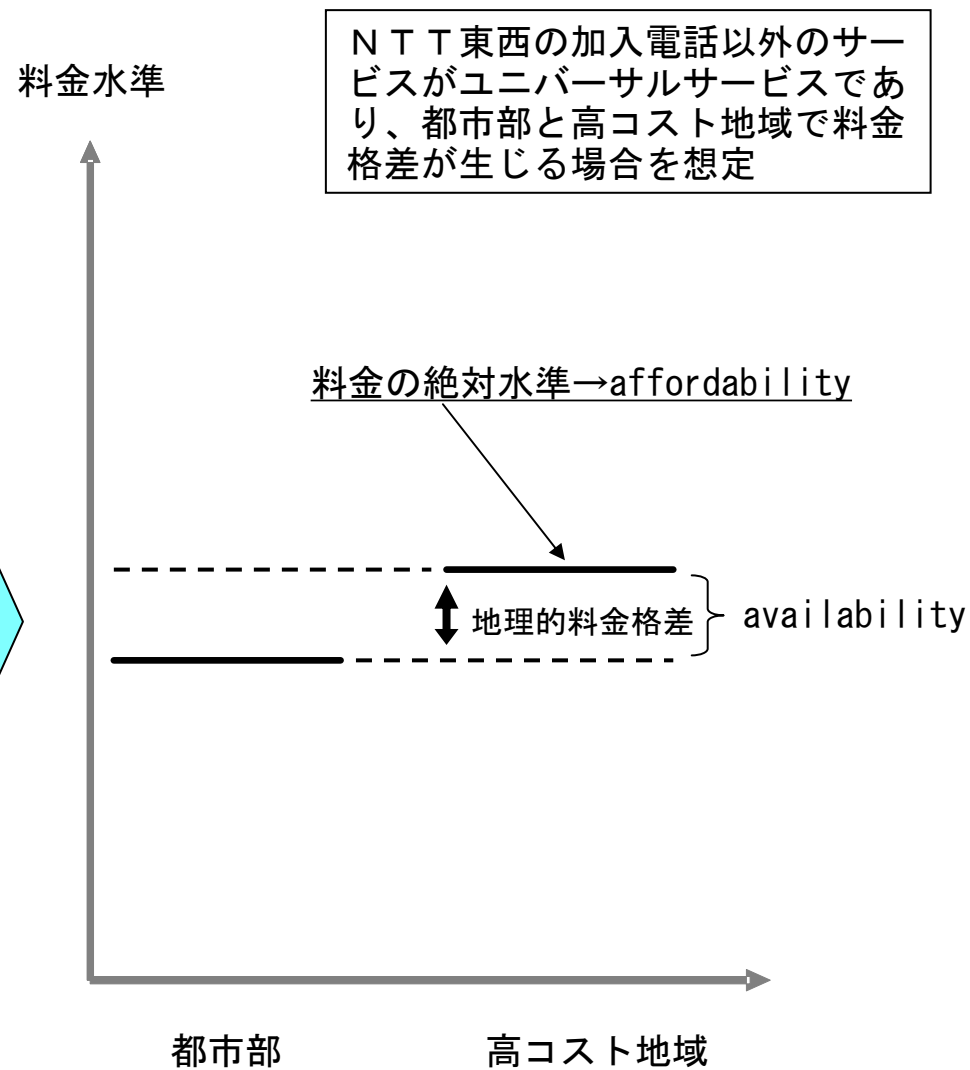 料金水準
ＮＴＴ東西の加入電話以外のサー
ビスがユニバーサルサービスであ
り、都市部と高コスト地域で料金
格差が生じる場合を想定
料金の絶対水準→affordability
地理的料金格差
availability
都市部
高コスト地域